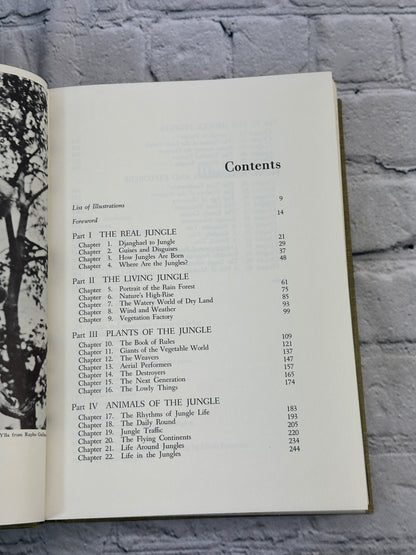 Contents
List of Illustrations 9
Foreword 14
Part I THE REAL JUNGLE 21
Chapter 1. Djanghael to Jungle 29
Chapter 2. Guises and Disguises 37
Chapter 3. How Jungles Are Born 48
Chapter 4. Where Are the Jungles?
Part II THE LIVING JUNGLE 61
Chapter 5. Portrait of the Rain Forest 75
Chapter 6. Nature's High-Rise 85
Chapter 7. The Watery World of Dry Land 93
Chapter 8. Wind and Weather 99
Chapter 9. Vegetation Factory
Part III PLANTS OF THE JUNGLE 109
Chapter 10. The Book of Rules 121
Chapter 11. Giants of the Vegetable World 137
Chapter 12. The Weavers 147
Chapter 13. Aerial Performers 157
Chapter 14. The Destroyers 165
Chapter 15. The Next Generation 174
Chapter 16. The Lowly Things
Part IV ANIMALS OF THE JUNGLE 183
Chapter 17. The Rhythms of Jungle Life 193
Chapter 18. The Daily Round 205
Chapter 19. Jungle Traffic 220
Chapter 20. The Flying Continents 234
Chapter 21. Life Around Jungles 244
Chapter 22. Life in the Jungles
Ylla from Rapho